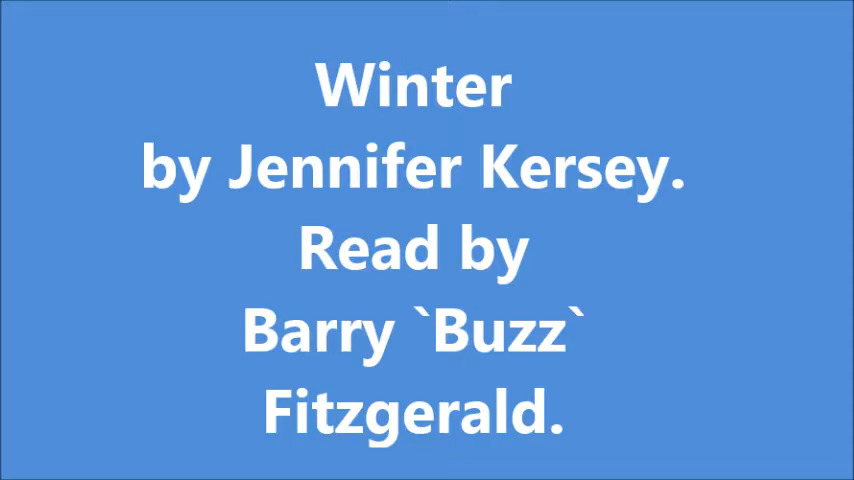 Winter
by Jennifer Kersey.
Read by
Barry `Buzz`
Fitzgerald.